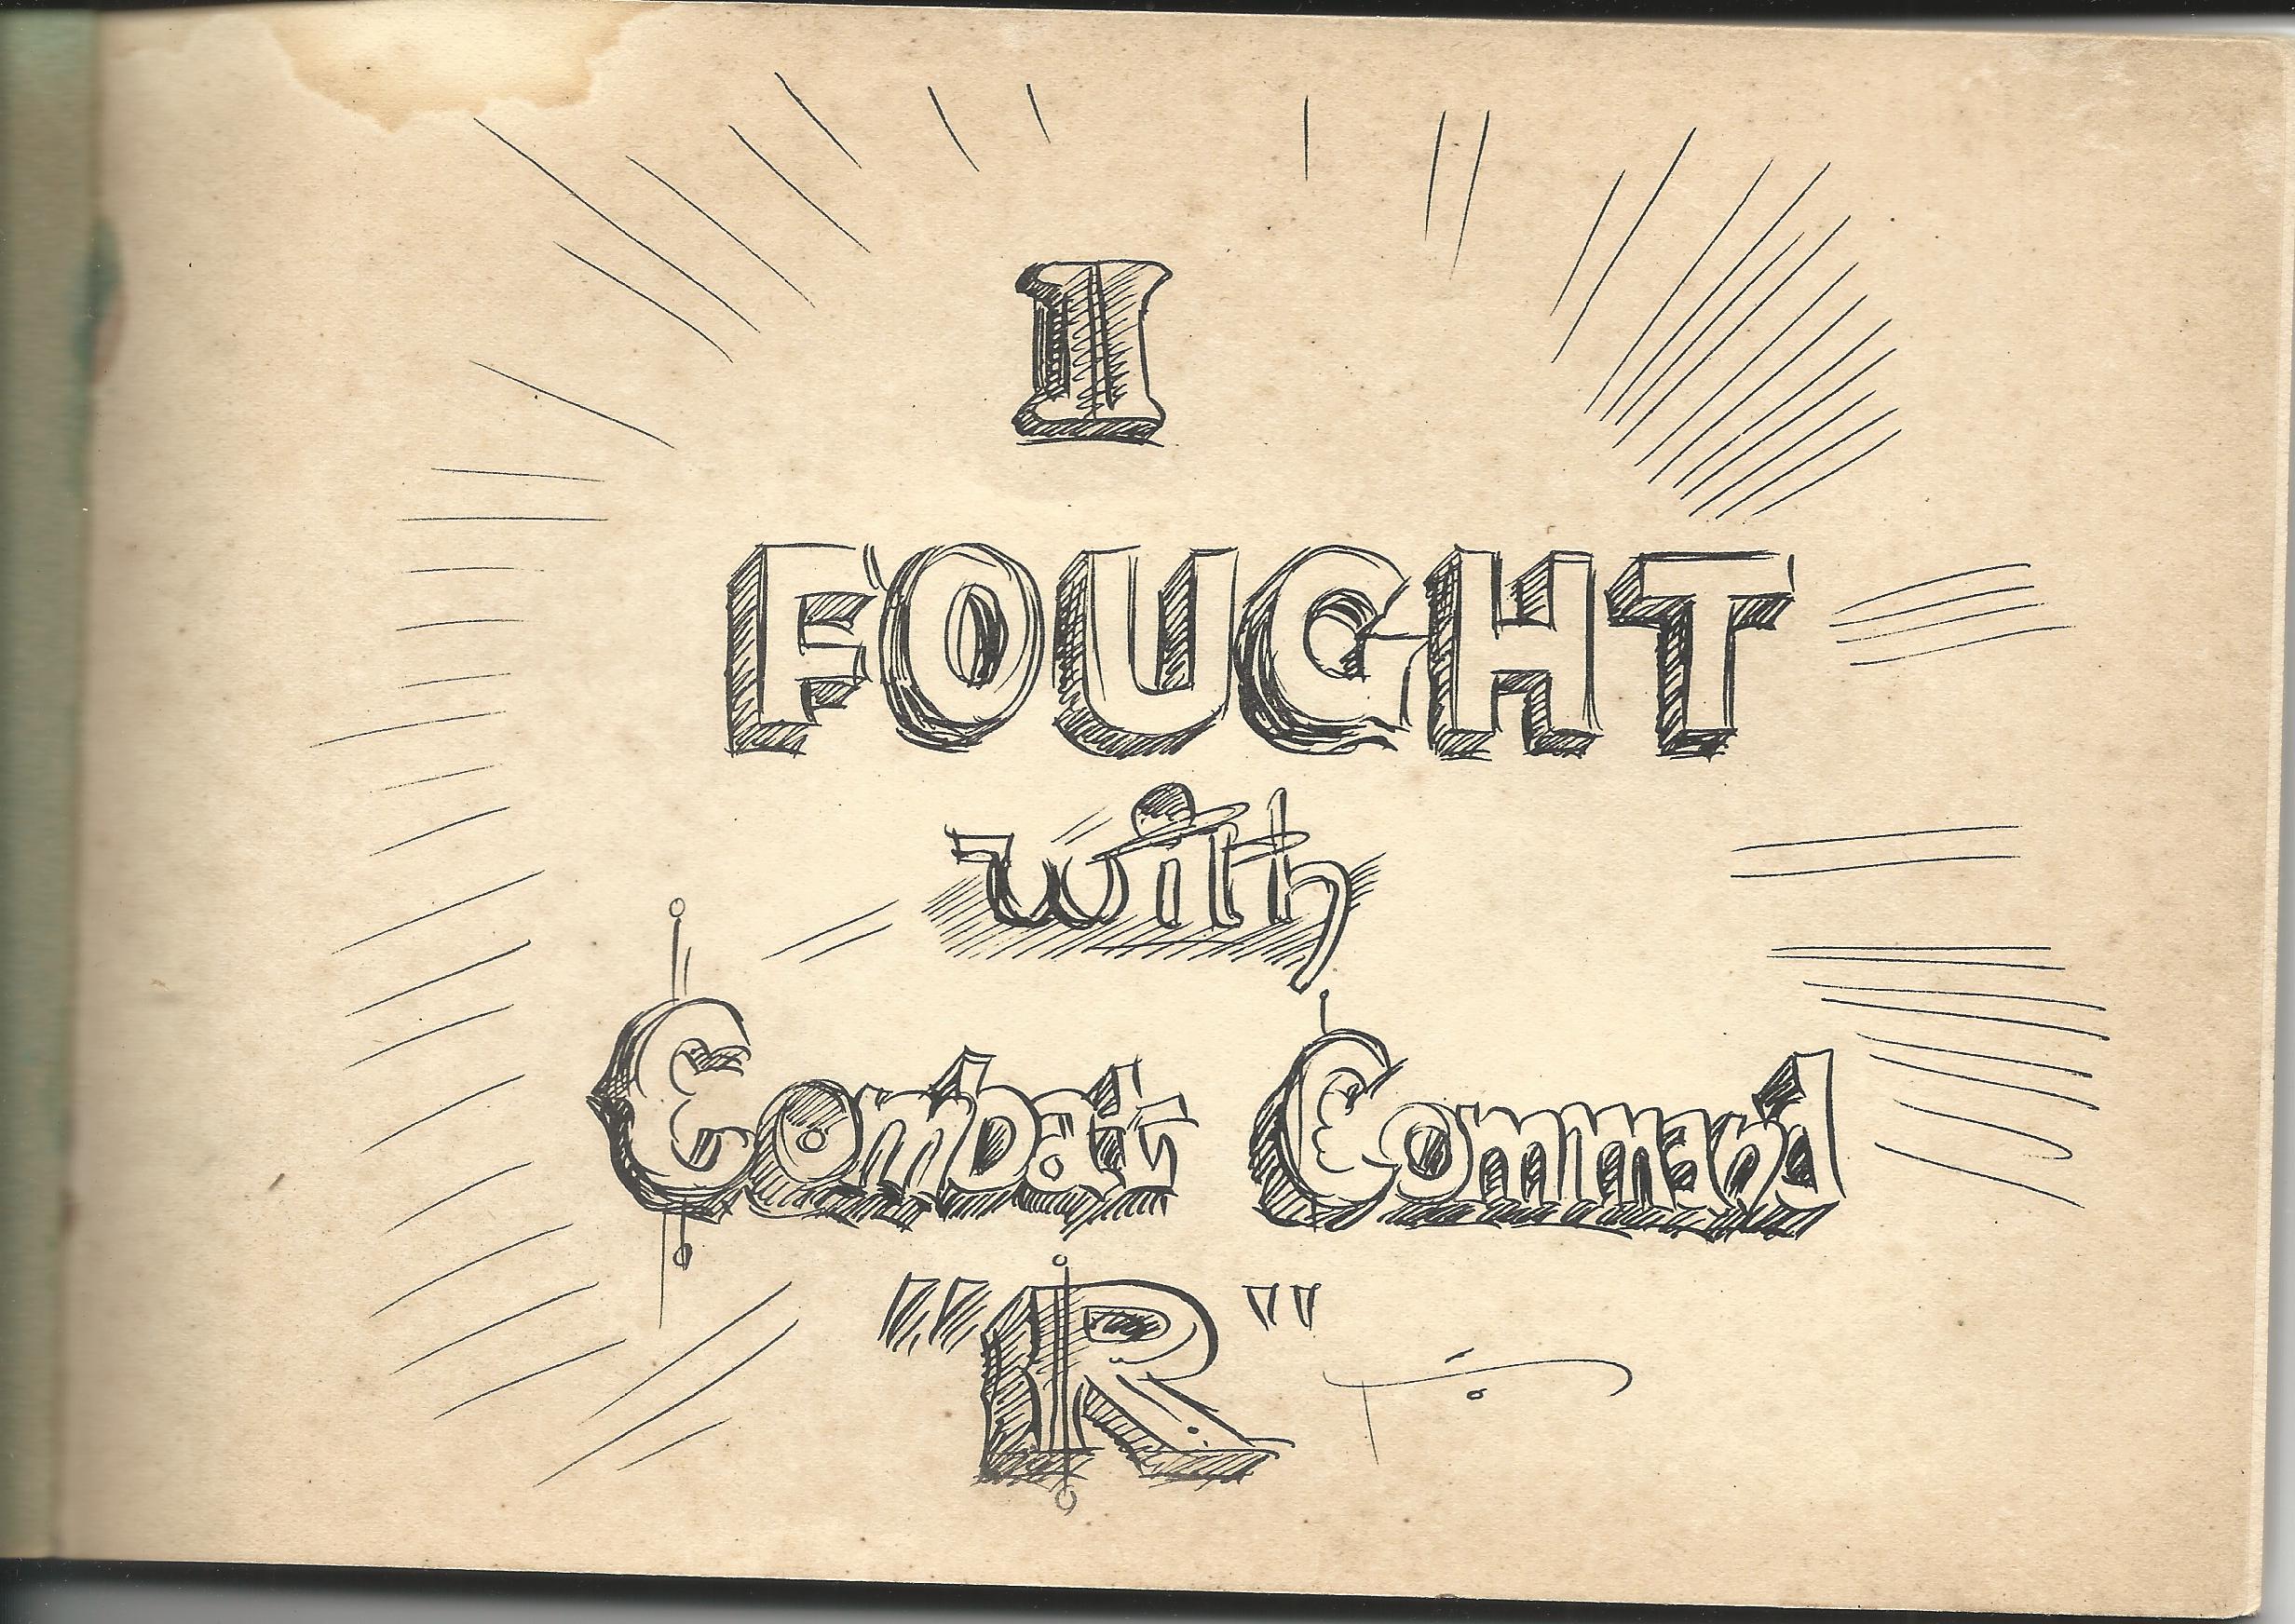 I
FOUGHT
with
Combat Command
"R"